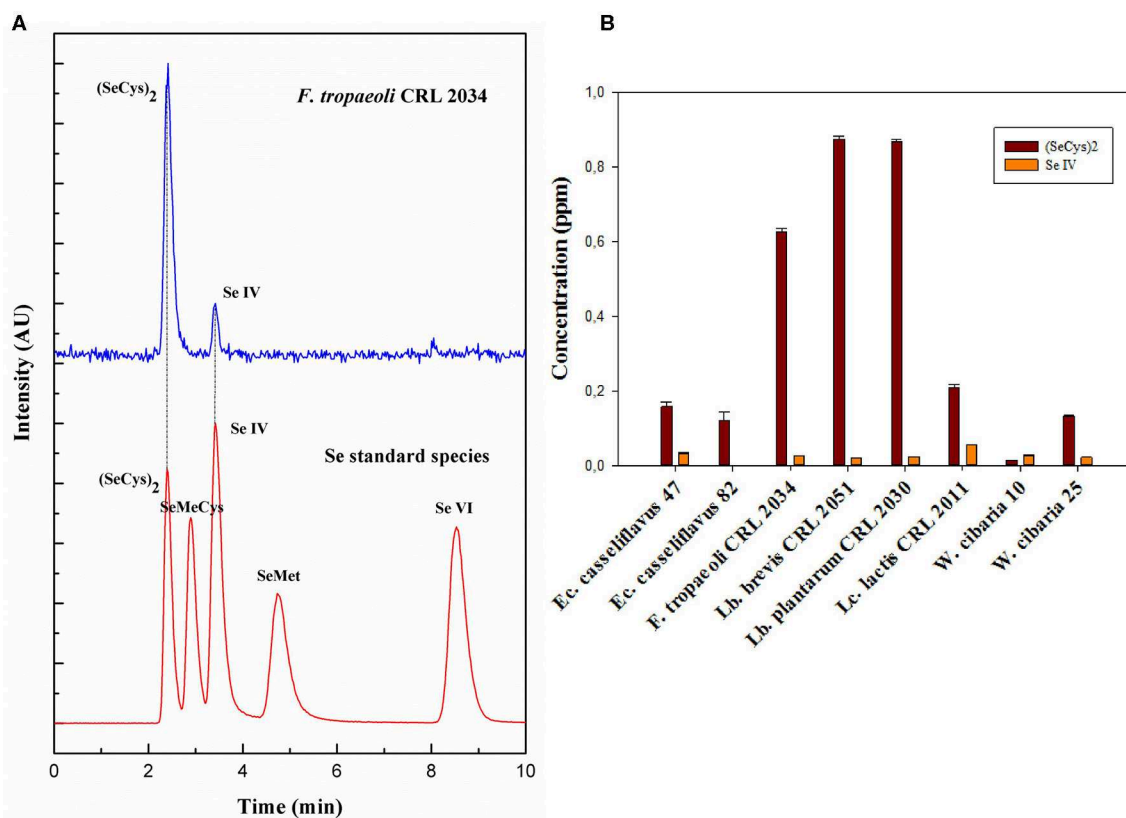 A
(SeCys)2
F. tropaeoli CRL 2034
Se IV
Se IV
Se standard species
(SeCys)2
SeMeCys
Se VI
SeMet
Intensity (AU)
0 2 4 6 8 10
Time (min)
B
1,0
0,8
0,6
0,4
0,2
0,0
Concentration (ppm)
(SeCys)2
Se IV
Ec. casseliflavus 47
Ec. casseliflavus 82
F. tropaeoli CRL 2034
Lb. brevis CRL 2051
Lb. plantarum CRL 2030
Lc. lactis CRL 2011
W. cibaria 10
W. cibaria 25